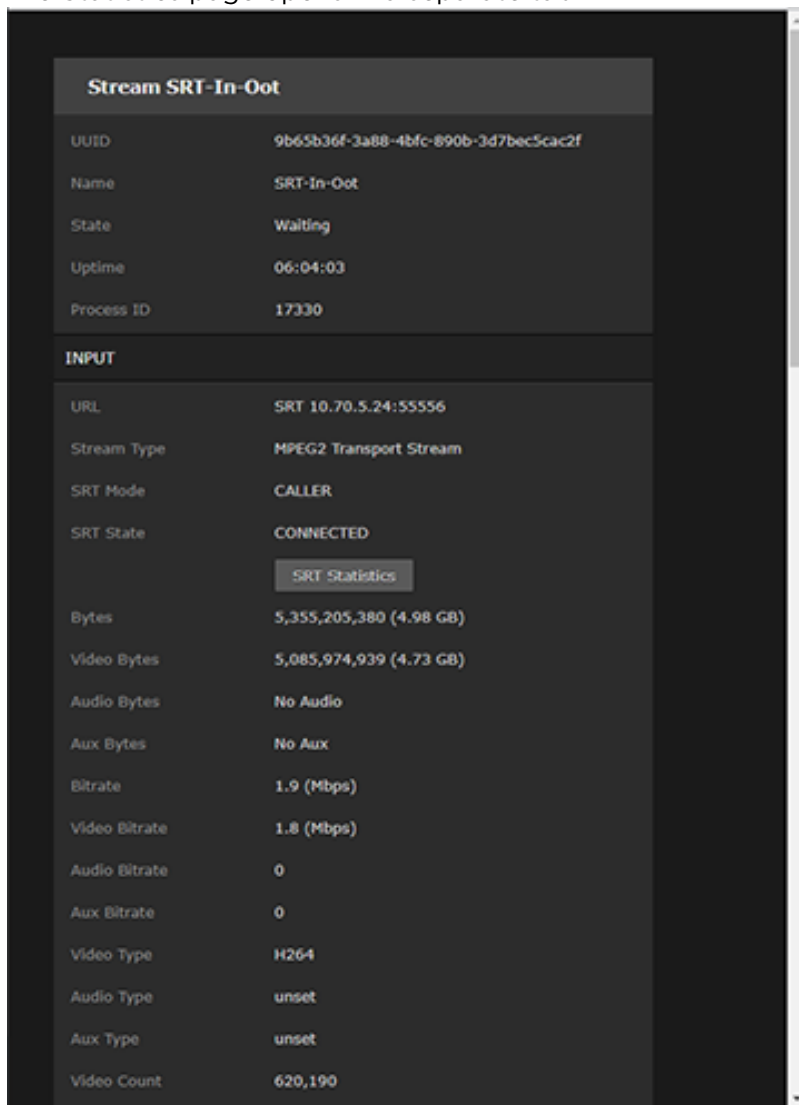 Stream SRT-In-Oot
UUID 9b65b36f-3a88-4bfc-890b-3d7bec5cac2f
Name SRT-In-Oot
State Waiting
Uptime 06:04:03
Process ID 17330
INPUT
URL SRT 10.70.5.24:55556
Stream Type MPEG2 Transport Stream
SRT Mode CALLER
SRT State CONNECTED
SRT Statistics
Bytes 5,355,205,380 (4.98 GB)
Video Bytes 5,085,974,939 (4.73 GB)
Audio Bytes No Audio
Aux Bytes No Aux
Bitrate 1.9 (Mbps)
Video Bitrate 1.8 (Mbps)
Audio Bitrate 0
Aux Bitrate 0
Video Type H264
Audio Type unset
Aux Type unset
Video Count 620,190